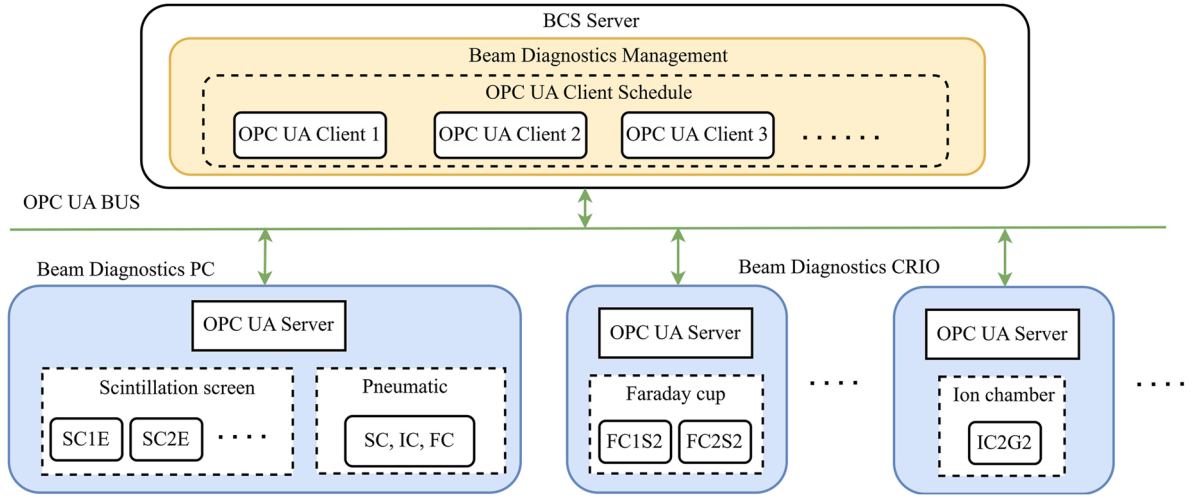 BCS Server
Beam Diagnostics Management
OPC UA Client Schedule
OPC UA Client 1
OPC UA Client 2
OPC UA Client 3
. . . . . .
OPC UA BUS
Beam Diagnostics PC
Beam Diagnostics CRIO
OPC UA Server
Scintillation screen
SC1E
SC2E
. . . .
Pneumatic
SC, IC, FC
OPC UA Server
Faraday cup
FC1S2
FC2S2
. . . .
OPC UA Server
Ion chamber
IC2G2
. . . .